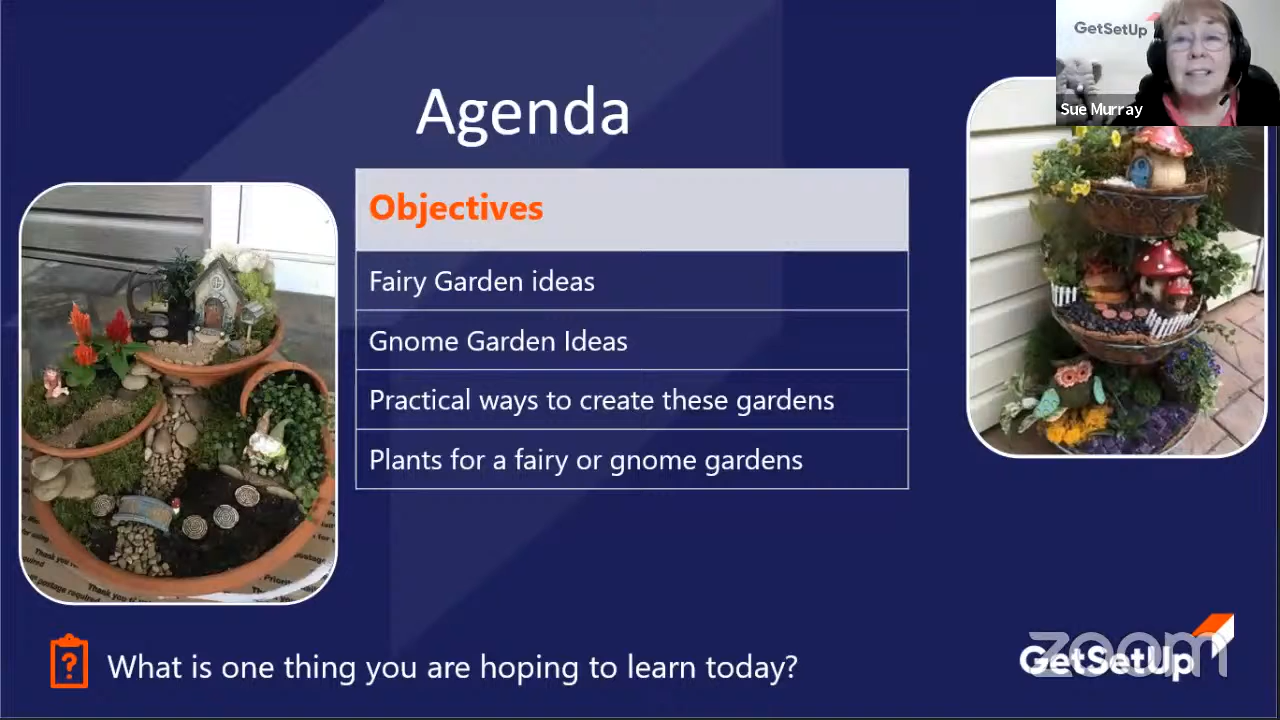 GetSetUp
Sue Murray
Agenda
Objectives
Fairy Garden ideas
Gnome Garden Ideas
Practical ways to create these gardens
Plants for a fairy or gnome gardens
What is one thing you are hoping to learn today?
zoom
GetSetUp